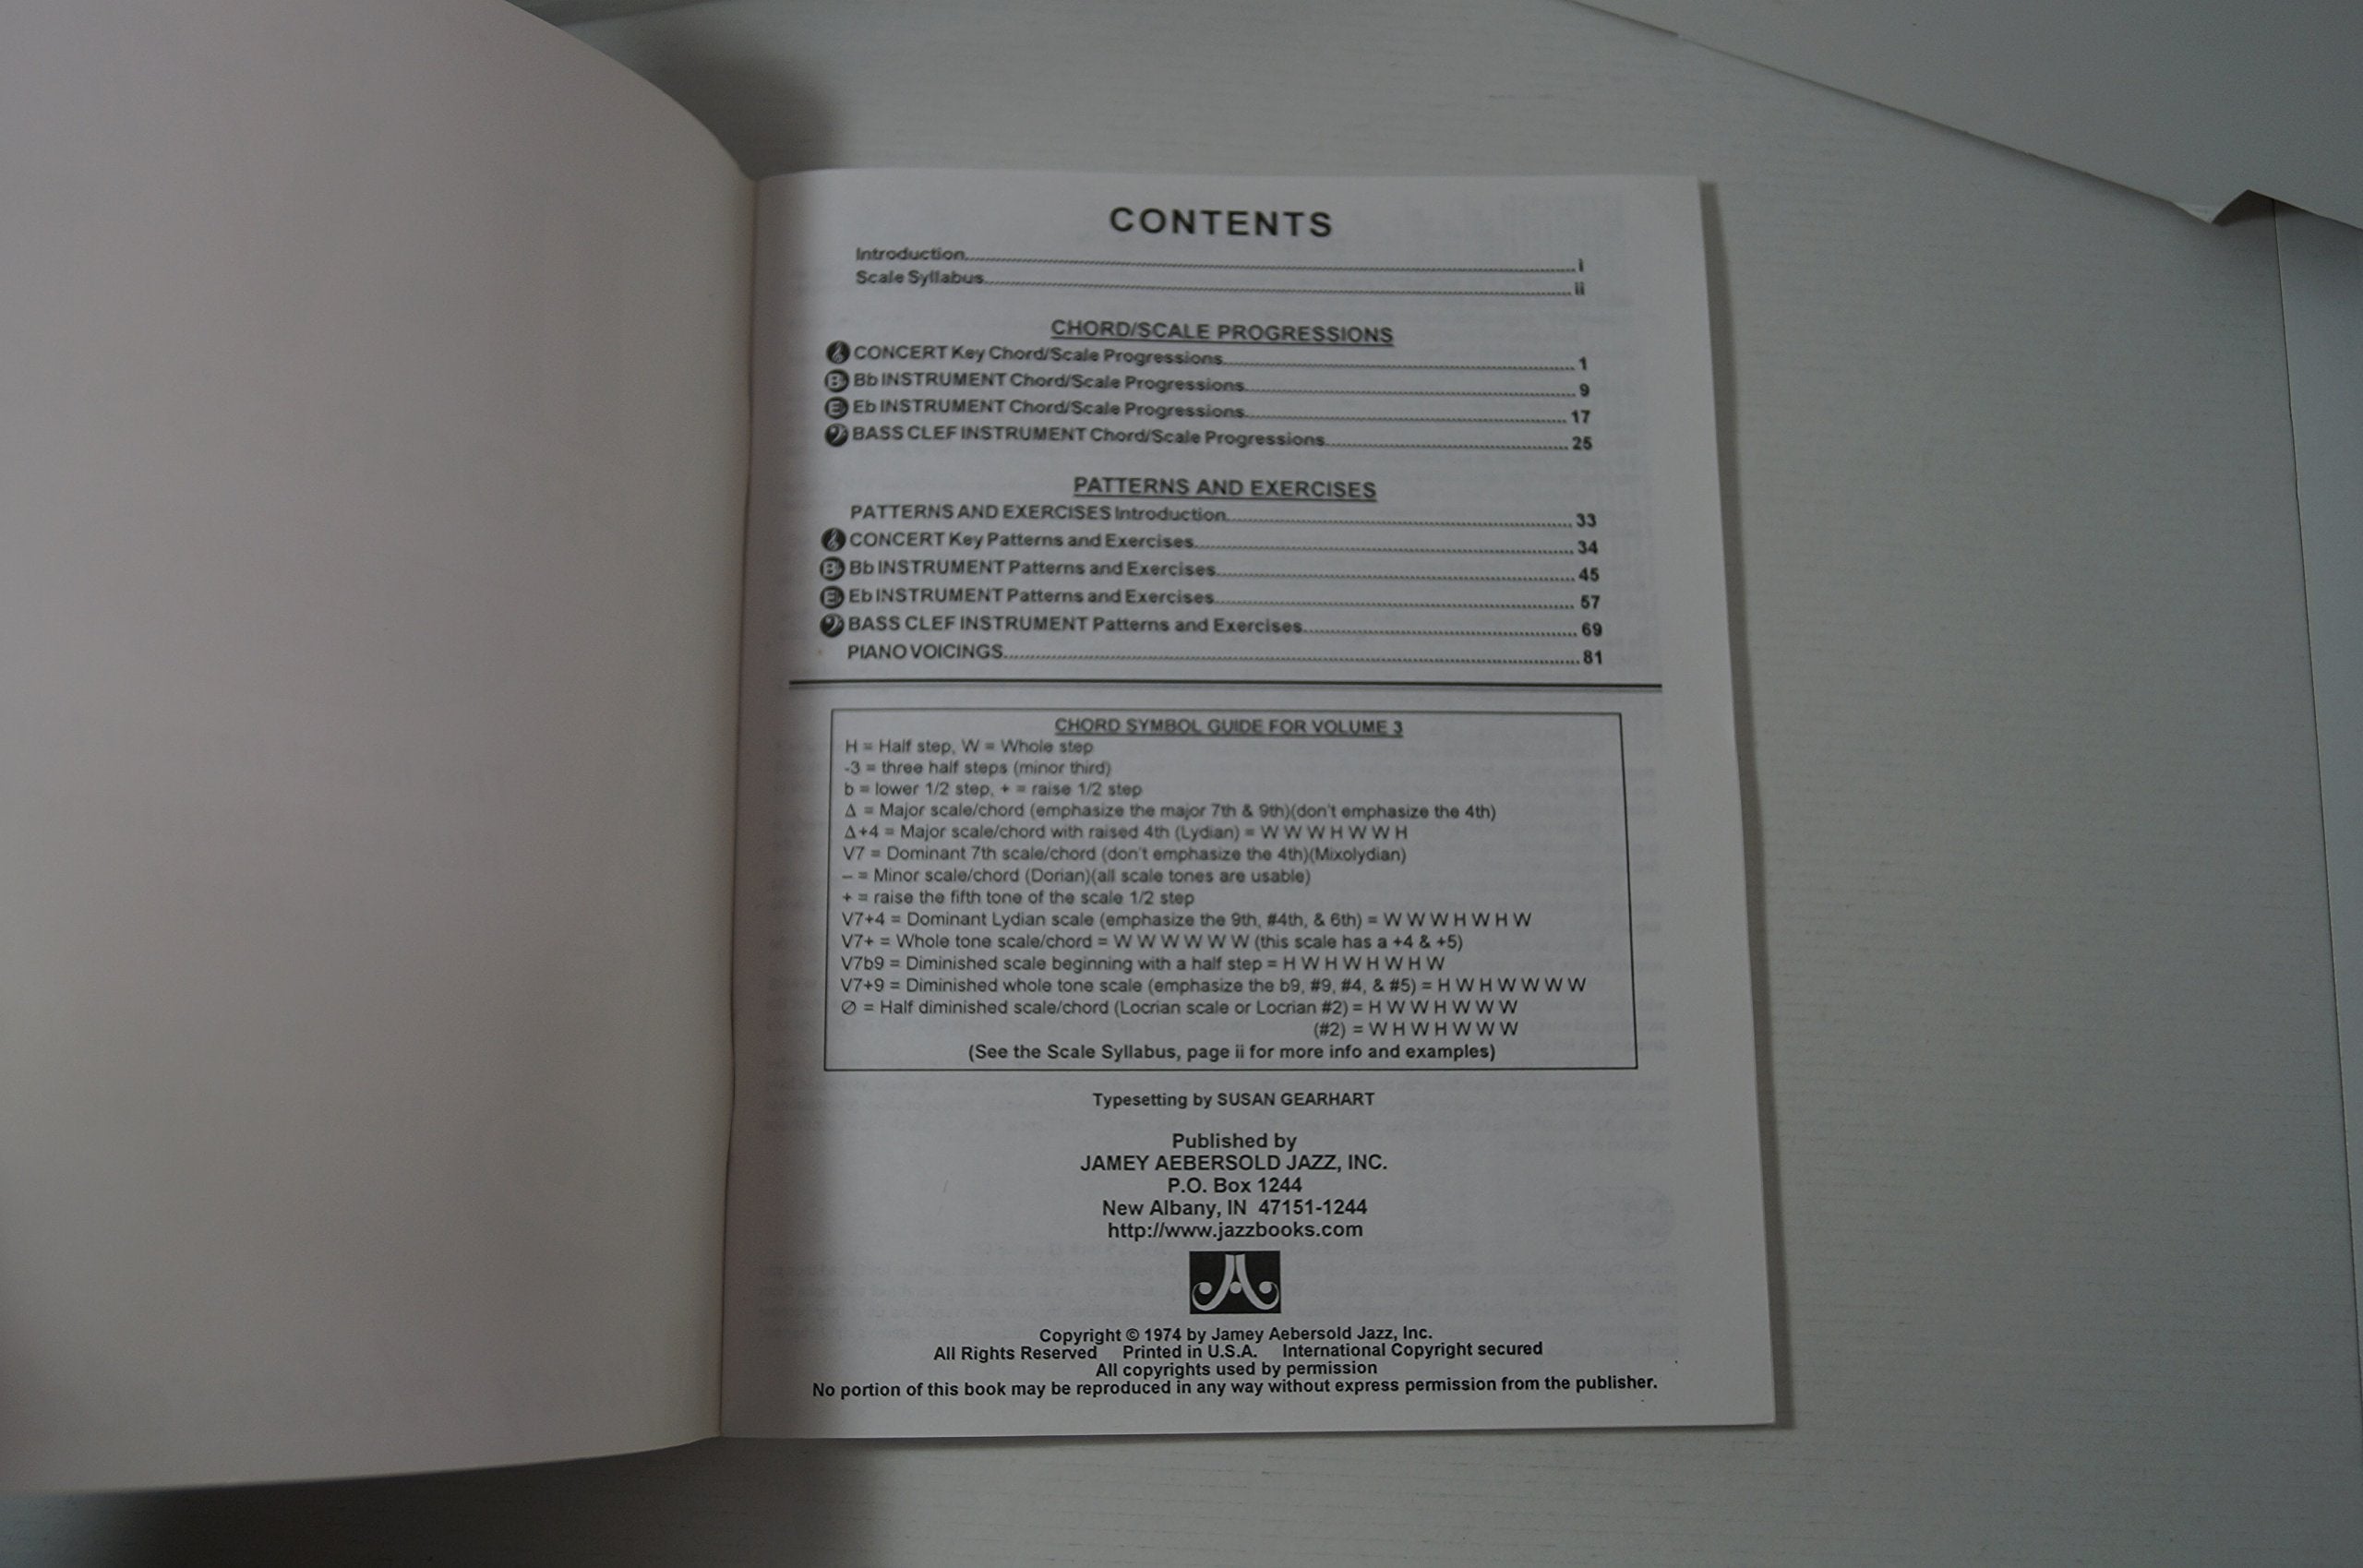 CONTENTS
Introduction..........i
Scale Syllabus..........ii
CHORD/SCALE PROGRESSIONS
CONCERT Key Chord/Scale Progressions..........1
B♭ Bb INSTRUMENT Chord/Scale Progressions..........9
E♭ Eb INSTRUMENT Chord/Scale Progressions..........17
BASS CLEF INSTRUMENT Chord/Scale Progressions..........25
PATTERNS AND EXERCISES
PATTERNS AND EXERCISES Introduction..........33
CONCERT Key Patterns and Exercises..........34
B♭ Bb INSTRUMENT Patterns and Exercises..........45
E♭ Eb INSTRUMENT Patterns and Exercises..........57
BASS CLEF INSTRUMENT Patterns and Exercises..........69
PIANO VOICINGS..........81
CHORD SYMBOL GUIDE FOR VOLUME 3
H = Half step, W = Whole step
-3 = three half steps (minor third)
b = lower 1/2 step, + = raise 1/2 step
Δ = Major scale/chord (emphasize the major 7th & 9th)(don't emphasize the 4th)
Δ+4 = Major scale/chord with raised 4th (Lydian) = W W W H W W H
V7 = Dominant 7th scale/chord (don't emphasize the 4th)(Mixolydian)
– = Minor scale/chord (Dorian)(all scale tones are usable)
+ = raise the fifth tone of the scale 1/2 step
V7+4 = Dominant Lydian scale (emphasize the 9th, #4th, & 6th) = W W W H W H W
V7+ = Whole tone scale/chord = W W W W W W (this scale has a +4 & +5)
V7b9 = Diminished scale beginning with a half step = H W H W H W H W
V7+9 = Diminished whole tone scale (emphasize the b9, #9, #4, & #5) = H W H W W W W
∅ = Half diminished scale/chord (Locrian scale or Locrian #2) = H W W H W W W
(#2) = W H W H W W W
(See the Scale Syllabus, page ii for more info and examples)
Typesetting by SUSAN GEARHART
Published by
JAMEY AEBERSOLD JAZZ, INC.
P.O. Box 1244
New Albany, IN 47151-1244
http://www.jazzbooks.com
Copyright © 1974 by Jamey Aebersold Jazz, Inc.
All Rights Reserved Printed in U.S.A. International Copyright secured
All copyrights used by permission
No portion of this book may be reproduced in any way without express permission from the publisher.